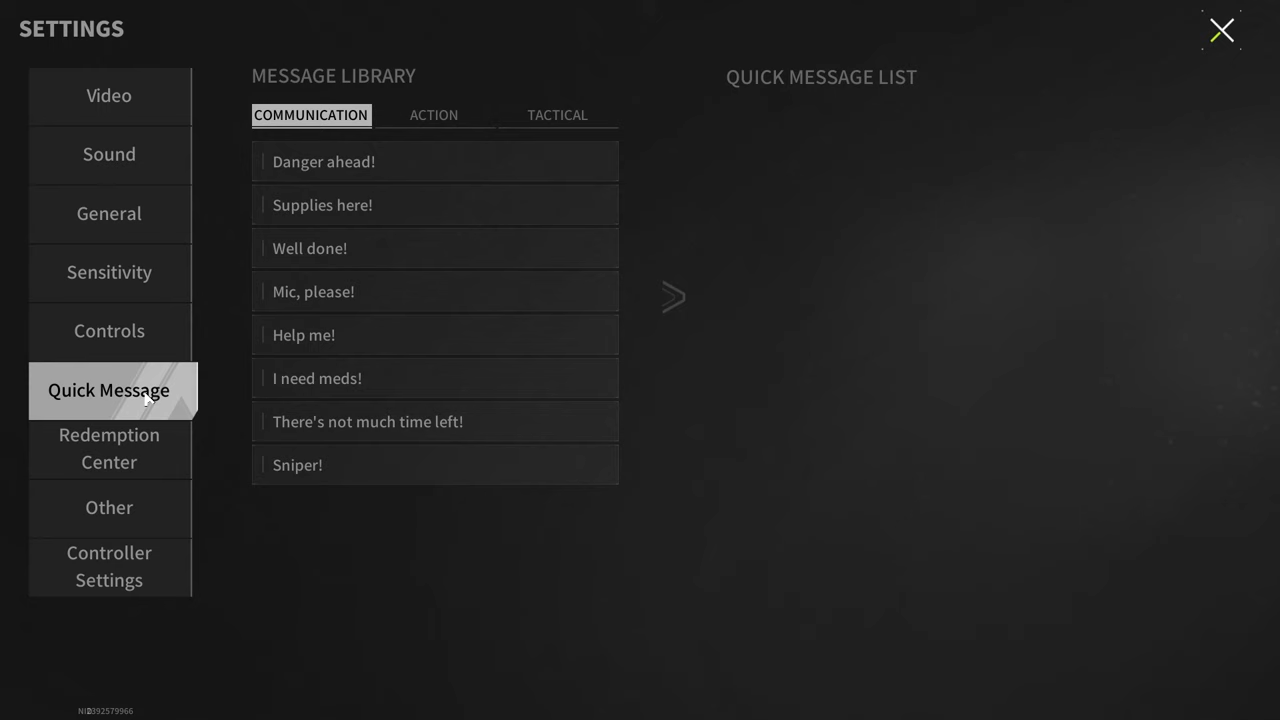 SETTINGS
Video
Sound
General
Sensitivity
Controls
Quick Message
Redemption
Center
Other
Controller
Settings
MESSAGE LIBRARY
COMMUNICATION
ACTION
TACTICAL
Danger ahead!
Supplies here!
Well done!
Mic, please!
Help me!
I need meds!
There's not much time left!
Sniper!
QUICK MESSAGE LIST